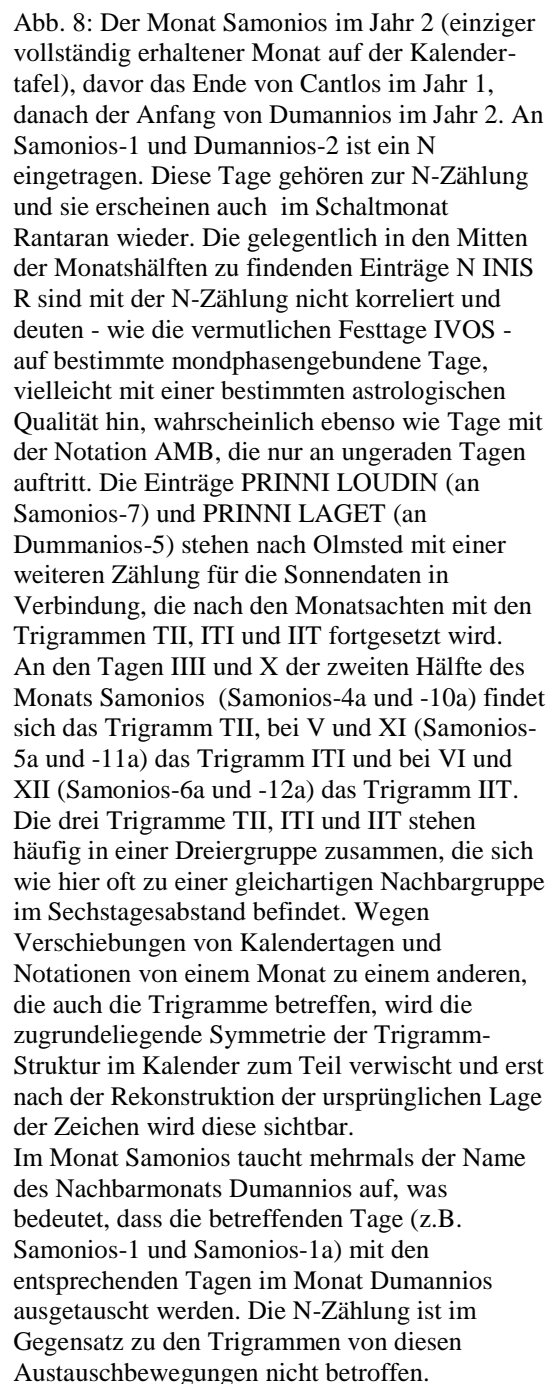 Abb. 8: Der Monat Samonios im Jahr 2 (einziger
vollständig erhaltener Monat auf der Kalender-
tafel), davor das Ende von Cantlos im Jahr 1,
danach der Anfang von Dumannios im Jahr 2. An
Samonios-1 und Dumannios-2 ist ein N
eingetragen. Diese Tage gehören zur N-Zählung
und sie erscheinen auch  im Schaltmonat
Rantaran wieder. Die gelegentlich in den Mitten
der Monatshälften zu findenden Einträge N INIS
R sind mit der N-Zählung nicht korreliert und
deuten - wie die vermutlichen Festtage IVOS -
auf bestimmte mondphasengebundene Tage,
vielleicht mit einer bestimmten astrologischen
Qualität hin, wahrscheinlich ebenso wie Tage mit
der Notation AMB, die nur an ungeraden Tagen
auftritt. Die Einträge PRINNI LOUDIN (an
Samonios-7) und PRINNI LAGET (an
Dummanios-5) stehen nach Olmsted mit einer
weiteren Zählung für die Sonnendaten in
Verbindung, die nach den Monatsachten mit den
Trigrammen TII, ITI und IIT fortgesetzt wird.
An den Tagen IIII und X der zweiten Hälfte des
Monats Samonios  (Samonios-4a und -10a) findet
sich das Trigramm TII, bei V und XI (Samonios-
5a und -11a) das Trigramm ITI und bei VI und
XII (Samonios-6a und -12a) das Trigramm IIT.
Die drei Trigramme TII, ITI und IIT stehen
häufig in einer Dreiergruppe zusammen, die sich
wie hier oft zu einer gleichartigen Nachbargruppe
im Sechstagesabstand befindet. Wegen
Verschiebungen von Kalendertagen und
Notationen von einem Monat zu einem anderen,
die auch die Trigramme betreffen, wird die
zugrundeliegende Symmetrie der Trigramm-
Struktur im Kalender zum Teil verwischt und erst
nach der Rekonstruktion der ursprünglichen Lage
der Zeichen wird diese sichtbar.
Im Monat Samonios taucht mehrmals der Name
des Nachbarmonats Dumannios auf, was
bedeutet, dass die betreffenden Tage (z.B.
Samonios-1 und Samonios-1a) mit den
entsprechenden Tagen im Monat Dumannios
ausgetauscht werden. Die N-Zählung ist im
Gegensatz zu den Trigrammen von diesen
Austauschbewegungen nicht betroffen.